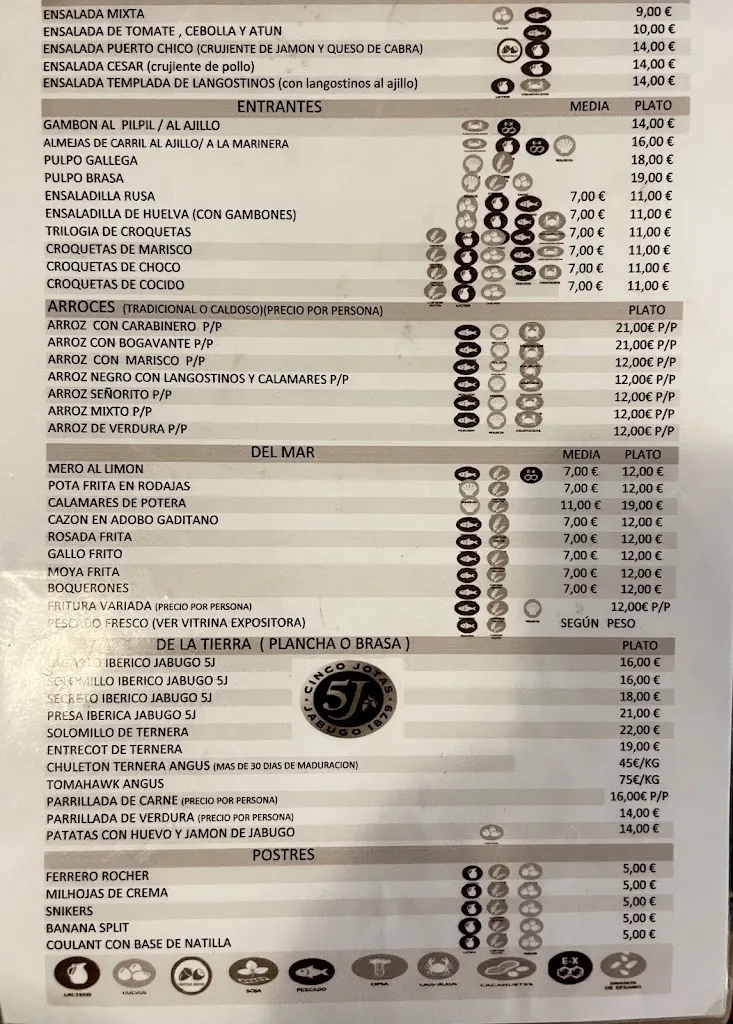 ENSALADA MIXTA 9,00 €
ENSALADA DE TOMATE , CEBOLLA Y ATUN 10,00 €
ENSALADA PUERTO CHICO (CRUJIENTE DE JAMON Y QUESO DE CABRA) 14,00 €
ENSALADA CESAR (crujiente de pollo) 14,00 €
ENSALADA TEMPLADA DE LANGOSTINOS (con langostinos al ajillo) 14,00 €
ENTRANTES MEDIA PLATO
GAMBON AL PILPIL / AL AJILLO 14,00 €
ALMEJAS DE CARRIL AL AJILLO/ A LA MARINERA 16,00 €
PULPO GALLEGA 18,00 €
PULPO BRASA 19,00 €
ENSALADILLA RUSA 7,00 € 11,00 €
ENSALADILLA DE HUELVA (CON GAMBONES) 7,00 € 11,00 €
TRILOGIA DE CROQUETAS 7,00 € 11,00 €
CROQUETAS DE MARISCO 7,00 € 11,00 €
CROQUETAS DE CHOCO 7,00 € 11,00 €
CROQUETAS DE COCIDO 7,00 € 11,00 €
ARROCES (TRADICIONAL O CALDOSO)(PRECIO POR PERSONA) PLATO
ARROZ CON CARABINERO P/P 21,00€ P/P
ARROZ CON BOGAVANTE P/P 21,00€ P/P
ARROZ CON MARISCO P/P 12,00€ P/P
ARROZ NEGRO CON LANGOSTINOS Y CALAMARES P/P 12,00€ P/P
ARROZ SEÑORITO P/P 12,00€ P/P
ARROZ MIXTO P/P 12,00€ P/P
ARROZ DE VERDURA P/P 12,00€ P/P
DEL MAR MEDIA PLATO
MERO AL LIMON 7,00 € 12,00 €
POTA FRITA EN RODAJAS 7,00 € 12,00 €
CALAMARES DE POTERA 11,00 € 19,00 €
CAZON EN ADOBO GADITANO 7,00 € 12,00 €
ROSADA FRITA 7,00 € 12,00 €
GALLO FRITO 7,00 € 12,00 €
MOYA FRITA 7,00 € 12,00 €
BOQUERONES 7,00 € 12,00 €
FRITURA VARIADA (PRECIO POR PERSONA) 12,00€ P/P
PESCADO FRESCO (VER VITRINA EXPOSITORA) SEGÚN PESO
DE LA TIERRA ( PLANCHA O BRASA ) PLATO
LAGARTO IBERICO JABUGO 5J 16,00 €
SOLOMILLO IBERICO JABUGO 5J 16,00 €
SECRETO IBERICO JABUGO 5J 18,00 €
PRESA IBERICA JABUGO 5J 21,00 €
SOLOMILLO DE TERNERA 22,00 €
ENTRECOT DE TERNERA 19,00 €
CHULETON TERNERA ANGUS (MAS DE 30 DIAS DE MADURACION) 45€/KG
TOMAHAWK ANGUS 75€/KG
PARRILLADA DE CARNE (PRECIO POR PERSONA) 16,00€ P/P
PARRILLADA DE VERDURA (PRECIO POR PERSONA) 14,00 €
PATATAS CON HUEVO Y JAMON DE JABUGO 14,00 €
CINCO JOTAS
5J
JABUGO 1879
POSTRES
FERRERO ROCHER 5,00 €
MILHOJAS DE CREMA 5,00 €
SNIKERS 5,00 €
BANANA SPLIT 5,00 €
COULANT CON BASE DE NATILLA 5,00 €
E-X
LACTEOS HUEVOS SOJA PESCADO CACAHUETES GRANOS DE SESAMO